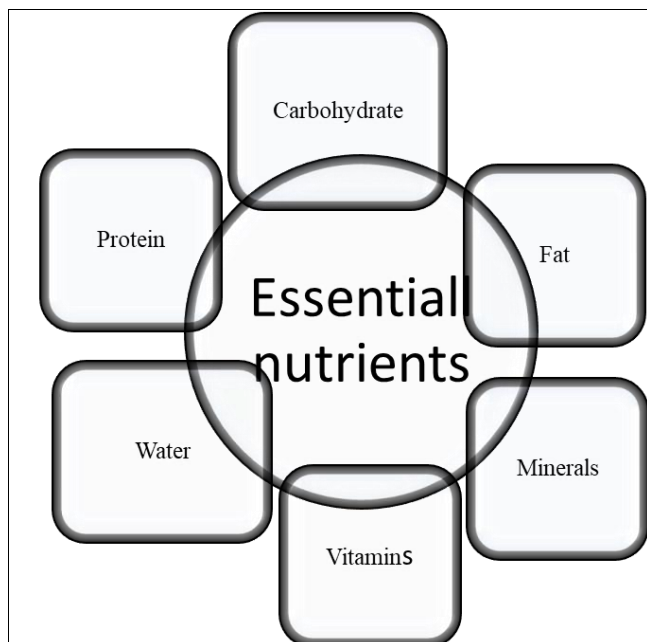 Carbohydrate
Protein
Fat
Essentiall
nutrients
Water
Minerals
Vitamins